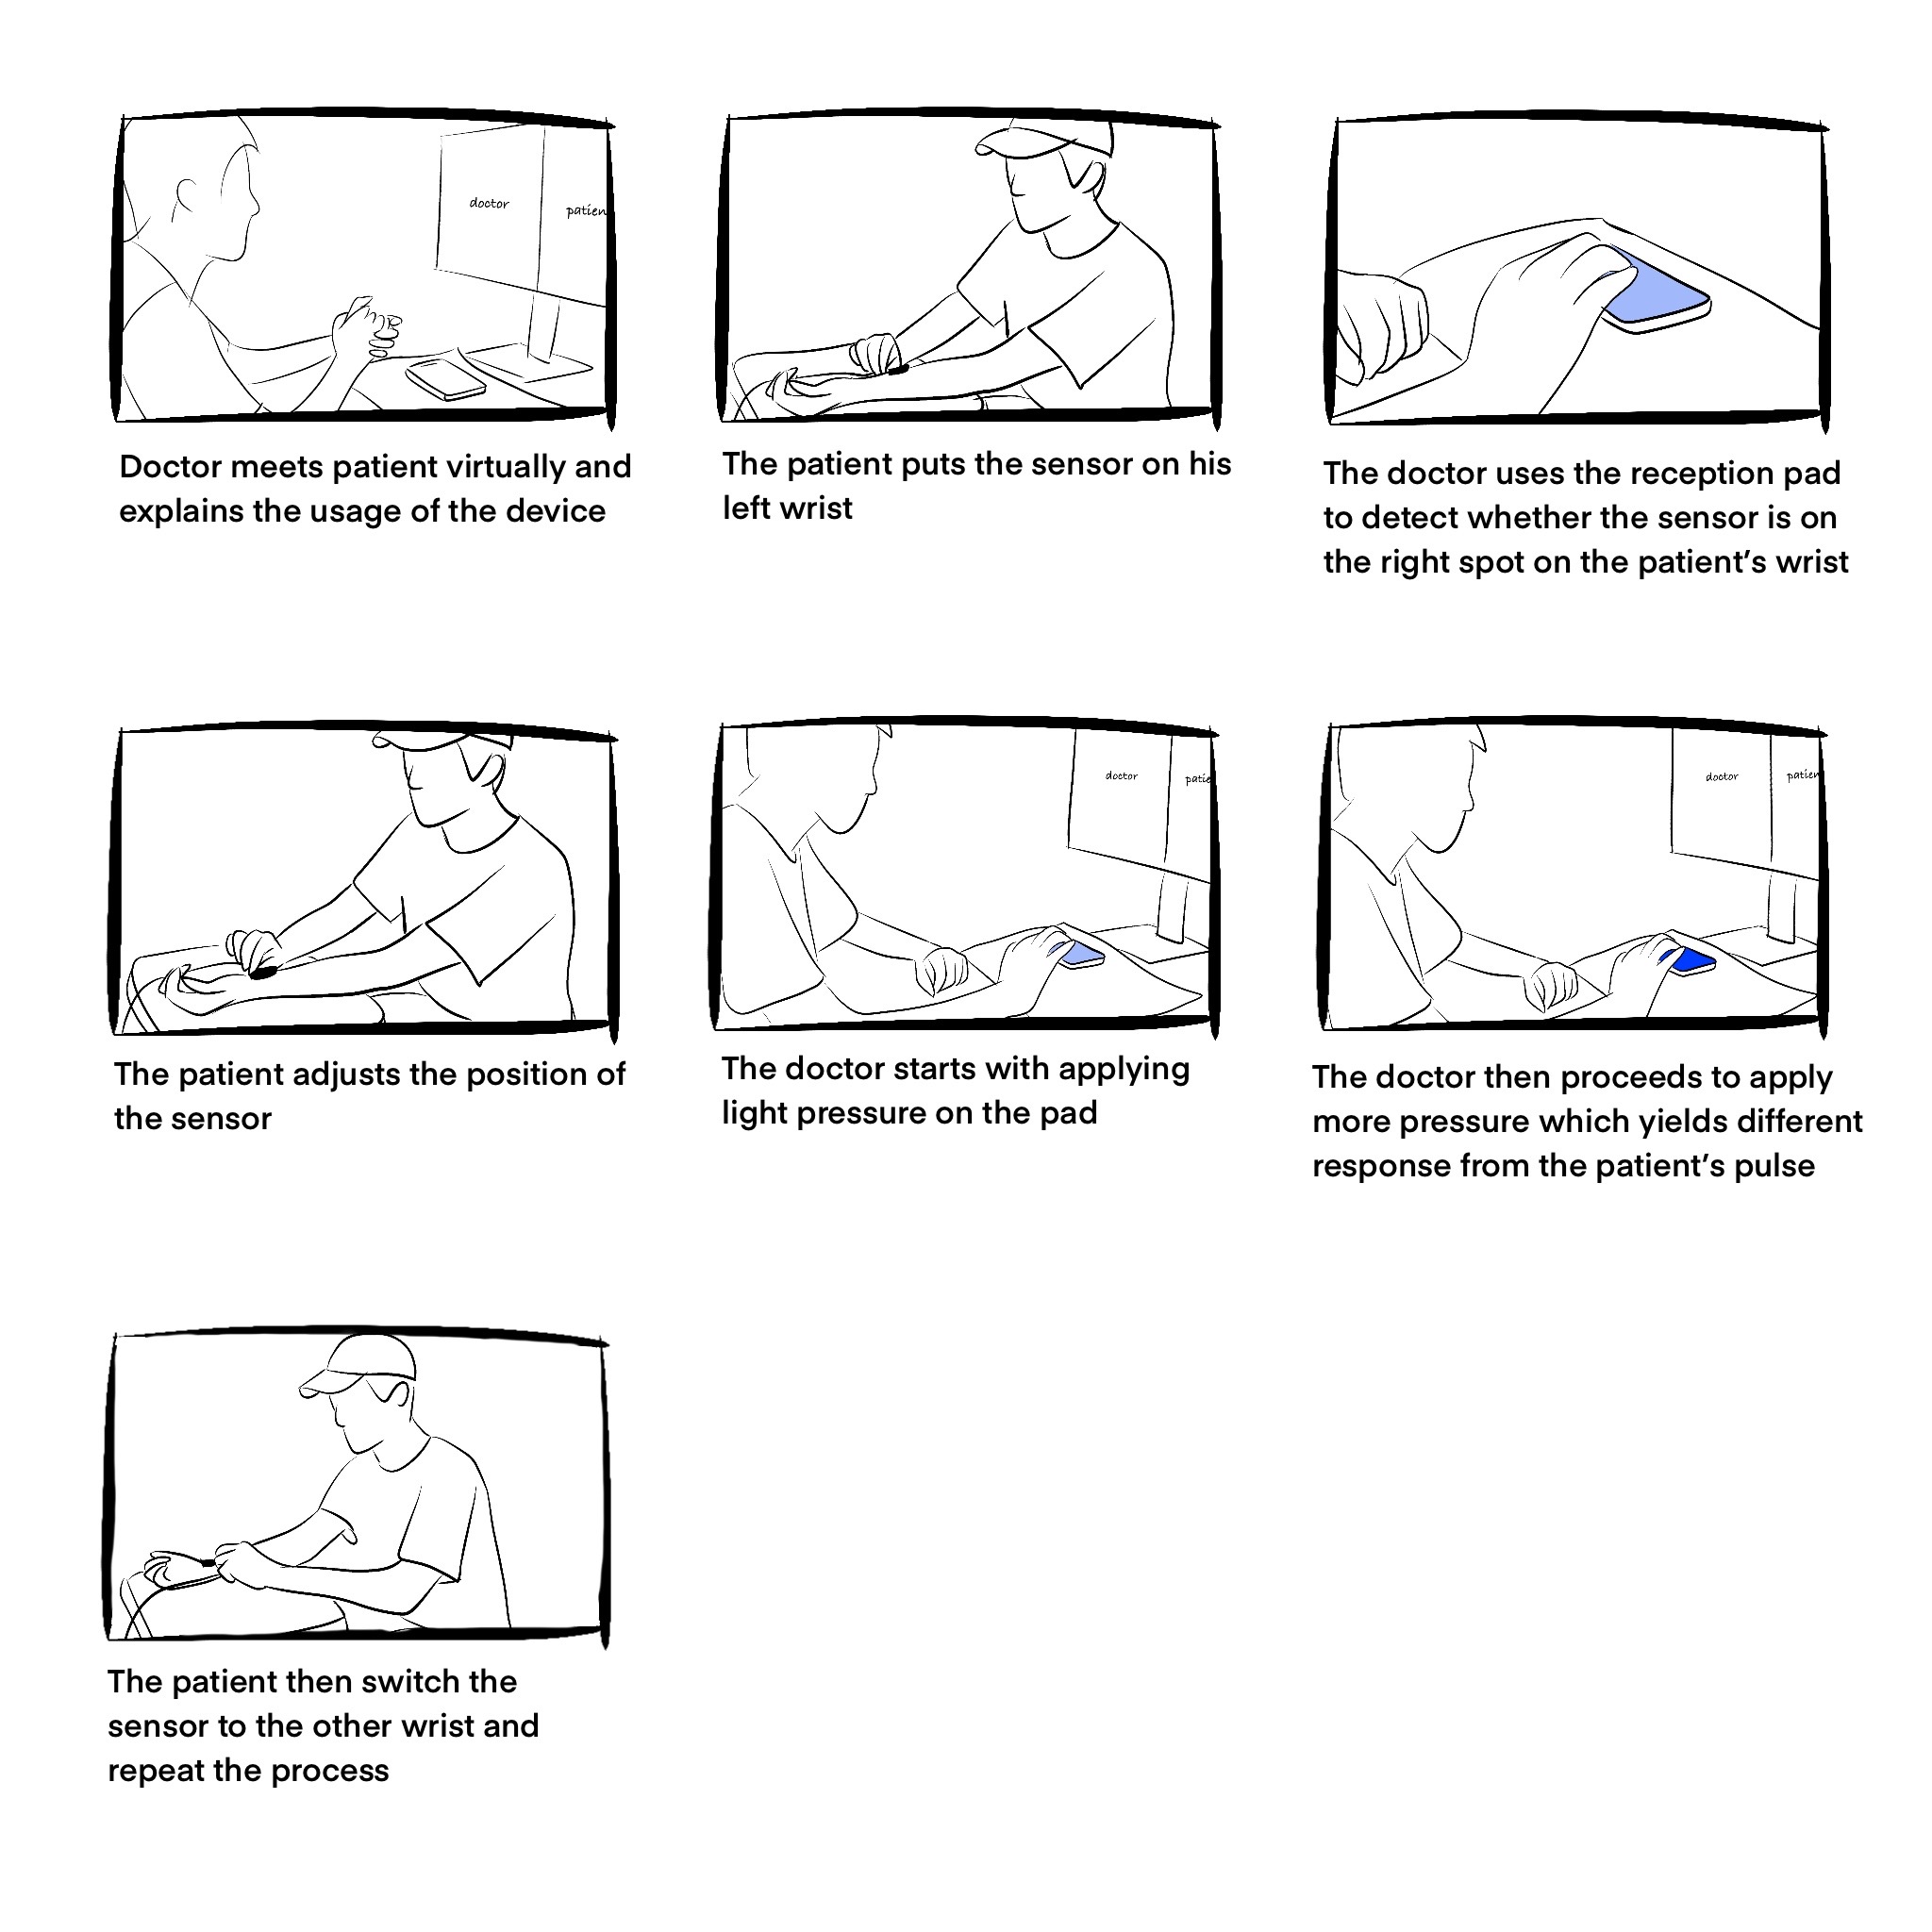 doctor
patien
Doctor meets patient virtually and
explains the usage of the device
The patient puts the sensor on his
left wrist
The doctor uses the reception pad
to detect whether the sensor is on
the right spot on the patient’s wrist
The patient adjusts the position of
the sensor
doctor
patie
The doctor starts with applying
light pressure on the pad
doctor
patien
The doctor then proceeds to apply
more pressure which yields different
response from the patient’s pulse
The patient then switch the
sensor to the other wrist and
repeat the process